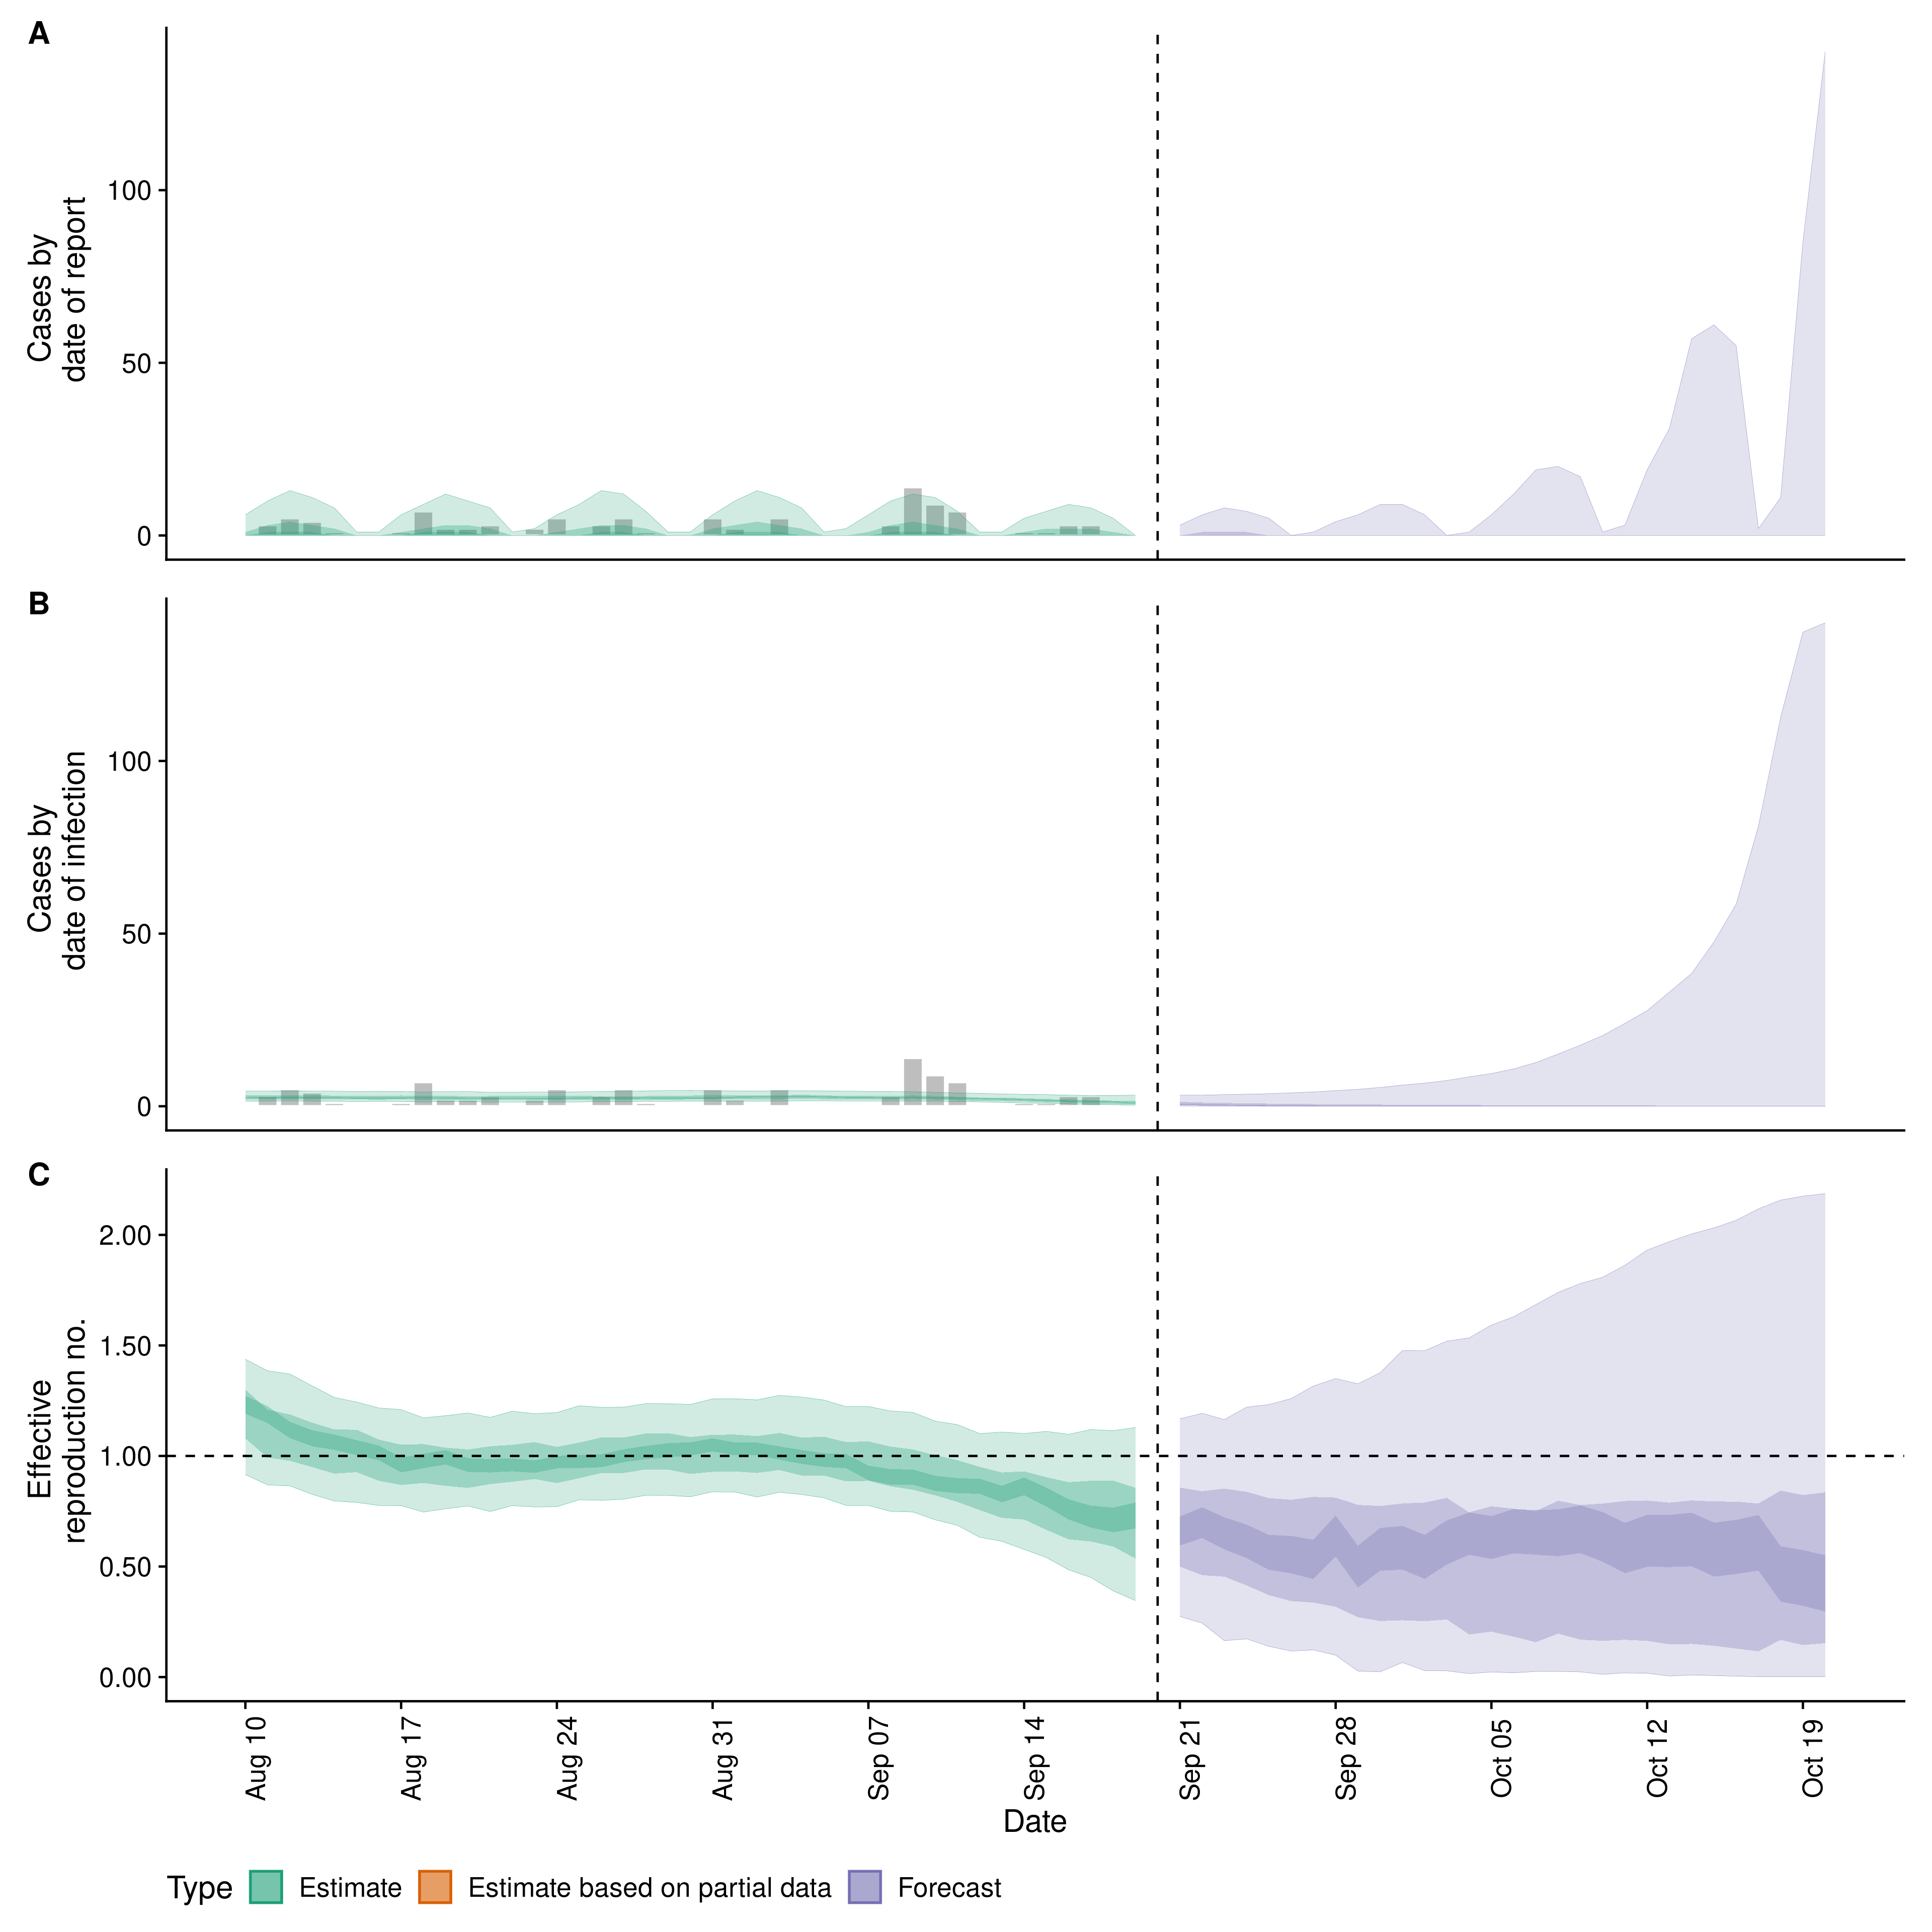 A
Cases by
date of report
100
50
0
B
Cases by
date of infection
100
50
0
C
Effective
reproduction no.
2.00
1.50
1.00
0.50
0.00
Aug 10
Aug 17
Aug 24
Aug 31
Sep 07
Sep 14
Sep 21
Sep 28
Oct 05
Oct 12
Oct 19
Date
Type Estimate Estimate based on partial data Forecast